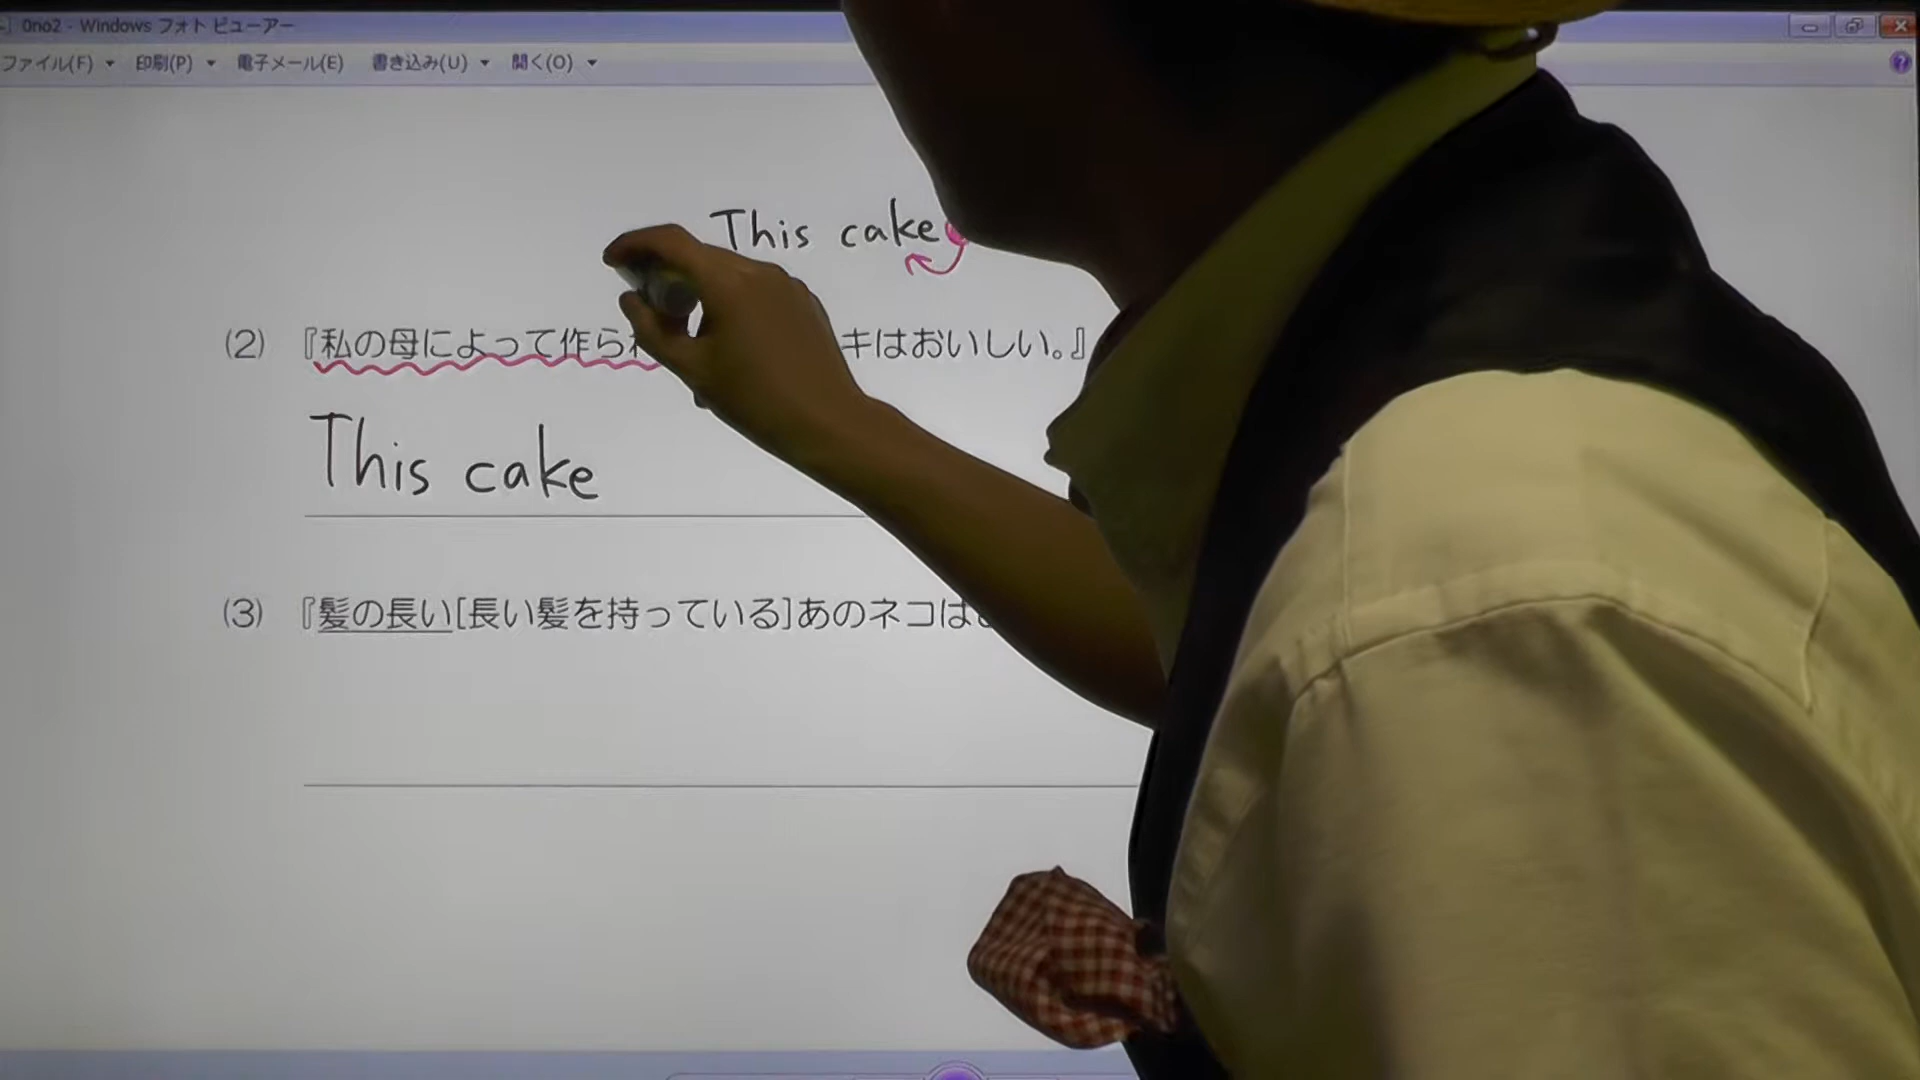 0no2 - Windows フォト ビューアー
ファイル(F) 印刷(P) 電子メール(E) 書き込み(U) 開く(O)
This cake
(2) 『私の母によって作ら キはおいしい。』
This cake
(3) 『髪の長い[長い髪を持っている]あのネコは